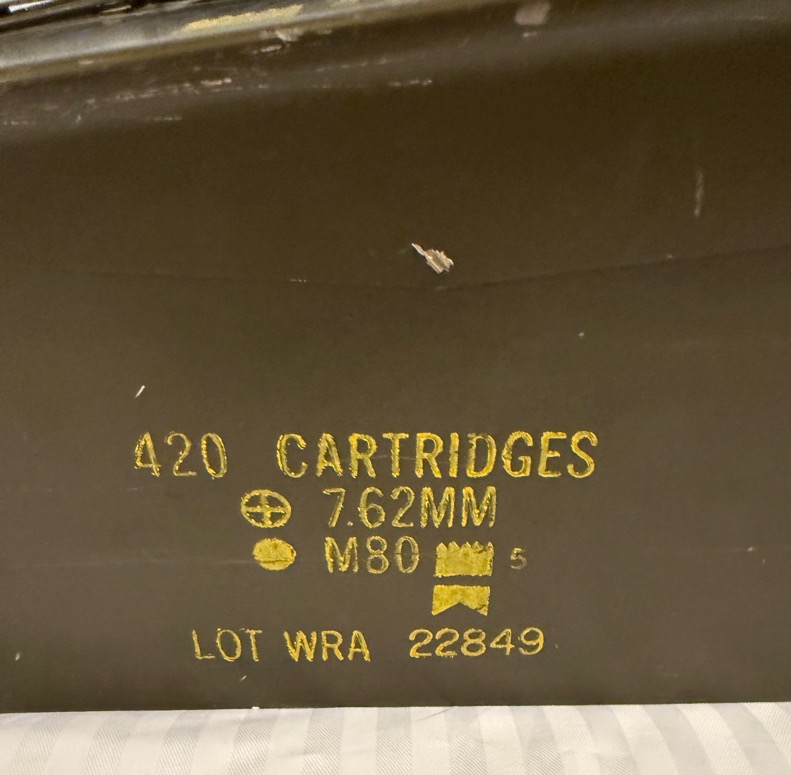 420 CARTRIDGES
7.62MM
M80 5
LOT WRA 22849